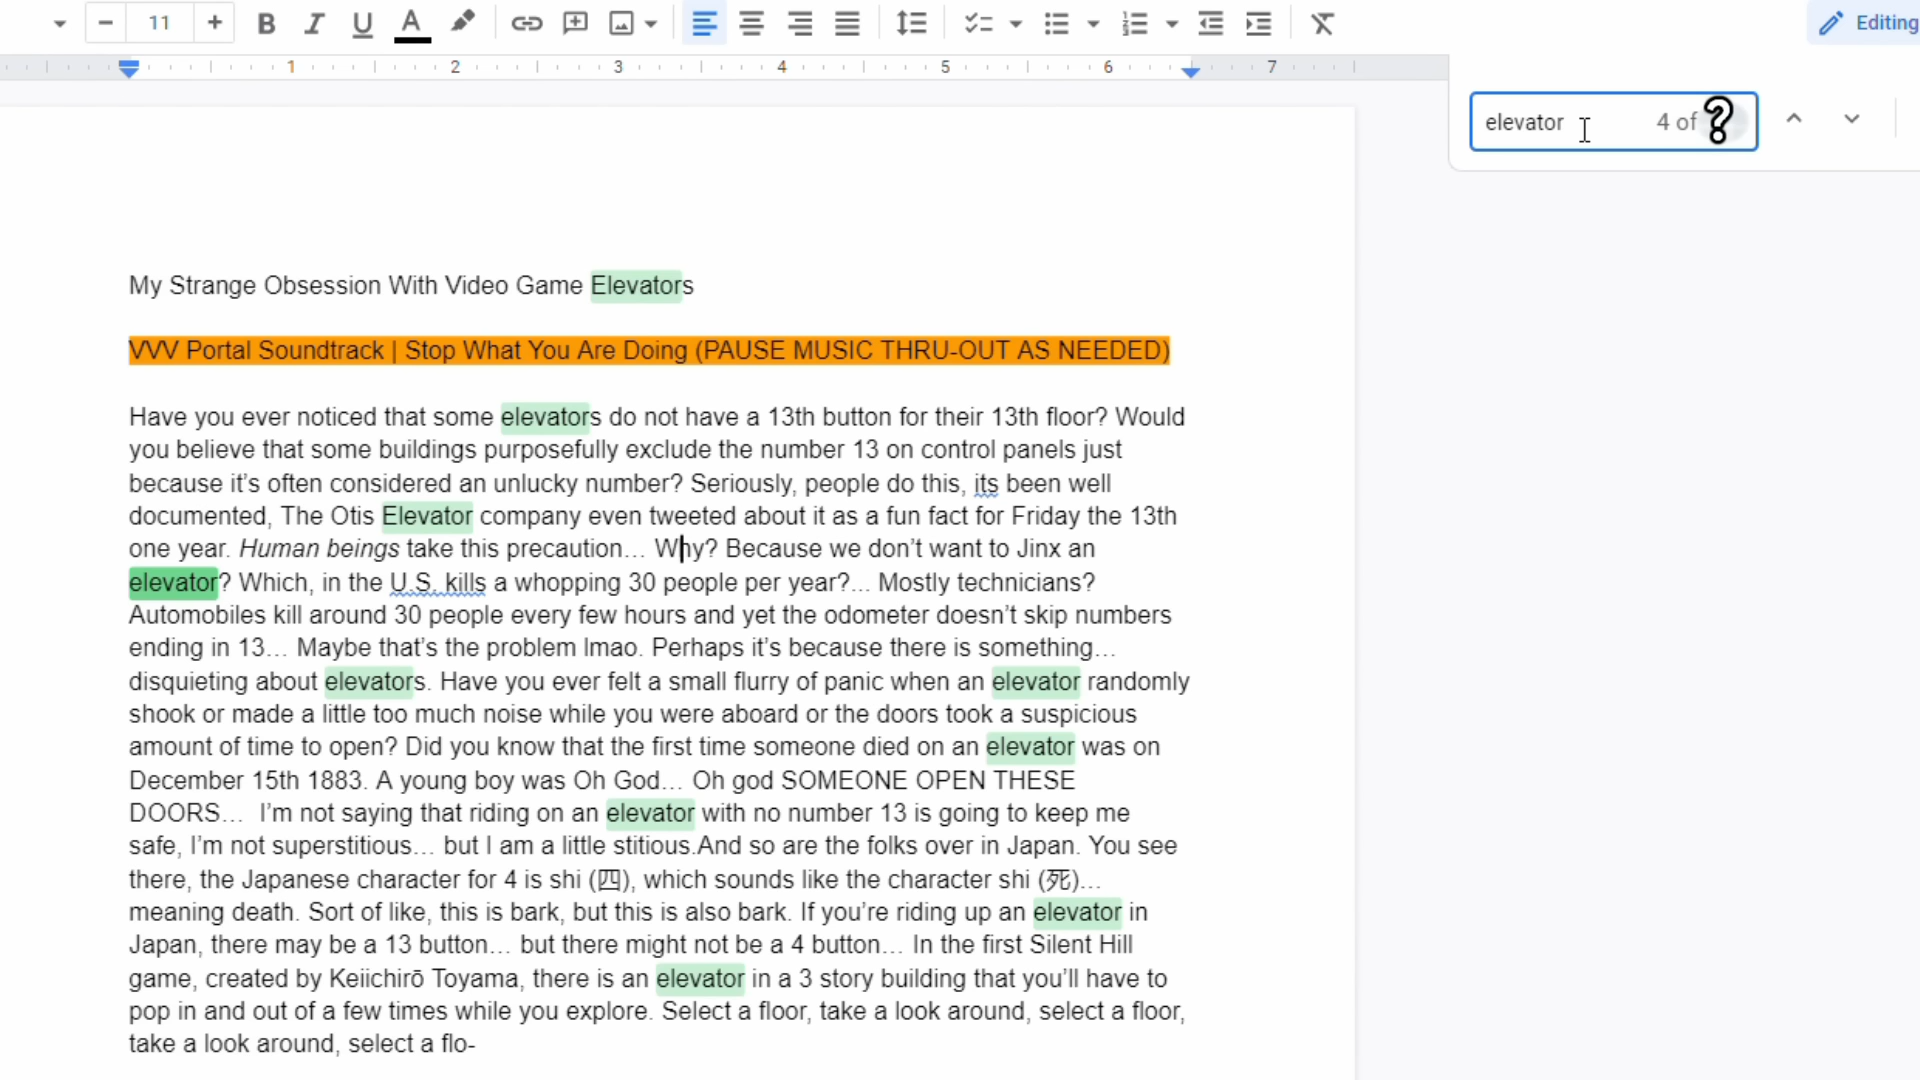 11
B I U A
Editing
1 2 3 4 5 6 7
elevator 4 of ?
My Strange Obsession With Video Game Elevators
VVV Portal Soundtrack | Stop What You Are Doing (PAUSE MUSIC THRU-OUT AS NEEDED)
Have you ever noticed that some elevators do not have a 13th button for their 13th floor? Would
you believe that some buildings purposefully exclude the number 13 on control panels just
because it’s often considered an unlucky number? Seriously, people do this, its been well
documented, The Otis Elevator company even tweeted about it as a fun fact for Friday the 13th
one year. Human beings take this precaution… Why? Because we don’t want to Jinx an
elevator? Which, in the U.S. kills a whopping 30 people per year?... Mostly technicians?
Automobiles kill around 30 people every few hours and yet the odometer doesn’t skip numbers
ending in 13… Maybe that’s the problem lmao. Perhaps it’s because there is something…
disquieting about elevators. Have you ever felt a small flurry of panic when an elevator randomly
shook or made a little too much noise while you were aboard or the doors took a suspicious
amount of time to open? Did you know that the first time someone died on an elevator was on
December 15th 1883. A young boy was Oh God… Oh god SOMEONE OPEN THESE
DOORS…  I’m not saying that riding on an elevator with no number 13 is going to keep me
safe, I’m not superstitious… but I am a little stitious.And so are the folks over in Japan. You see
there, the Japanese character for 4 is shi (四), which sounds like the character shi (死)…
meaning death. Sort of like, this is bark, but this is also bark. If you’re riding up an elevator in
Japan, there may be a 13 button… but there might not be a 4 button… In the first Silent Hill
game, created by Keiichirō Toyama, there is an elevator in a 3 story building that you’ll have to
pop in and out of a few times while you explore. Select a floor, take a look around, select a floor,
take a look around, select a flo-